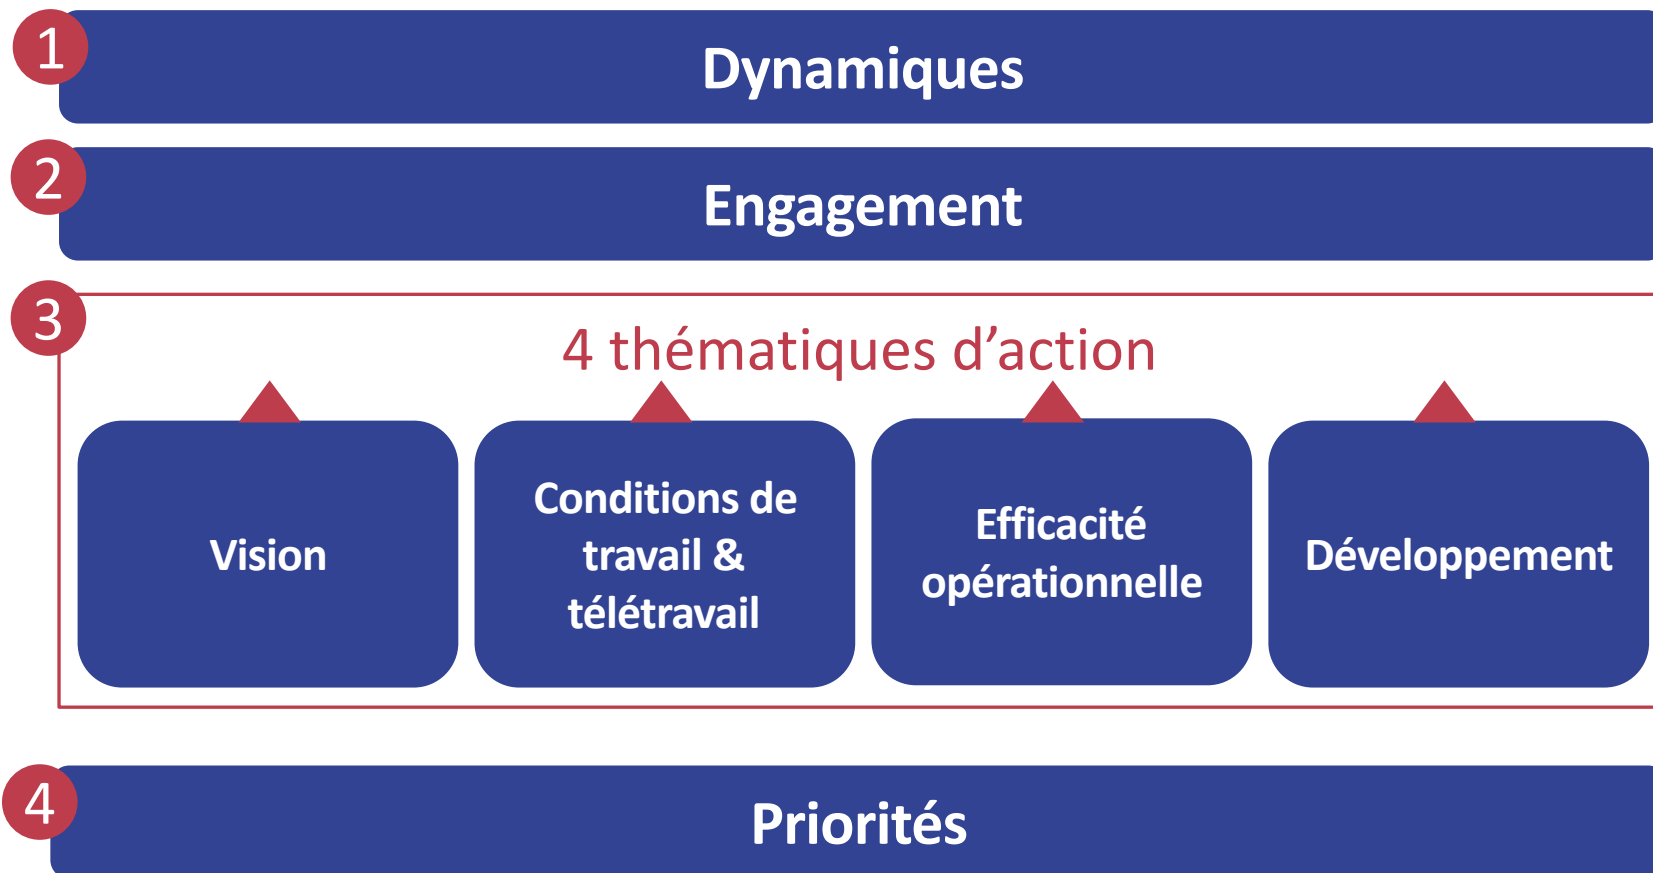 1
Dynamiques
2
Engagement
3
4 thématiques d’action
Vision
Conditions de
travail &
télétravail
Efficacité
opérationnelle
Développement
4
Priorités